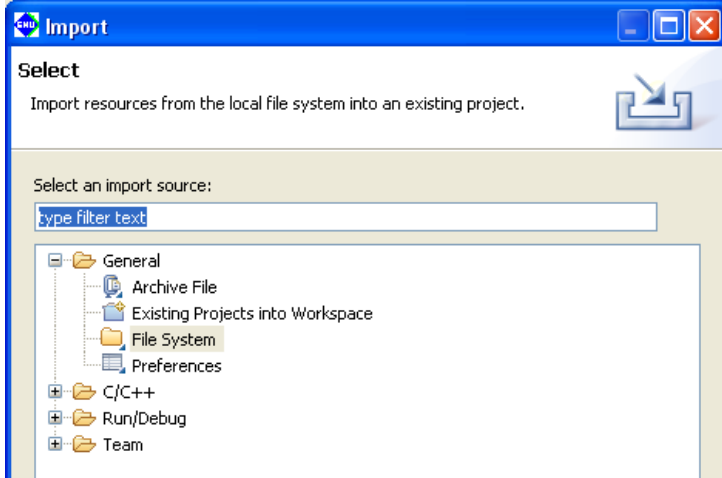 GNU Import
Select
Import resources from the local file system into an existing project.
Select an import source:
type filter text
General
Archive File
Existing Projects into Workspace
File System
Preferences
C/C++
Run/Debug
Team